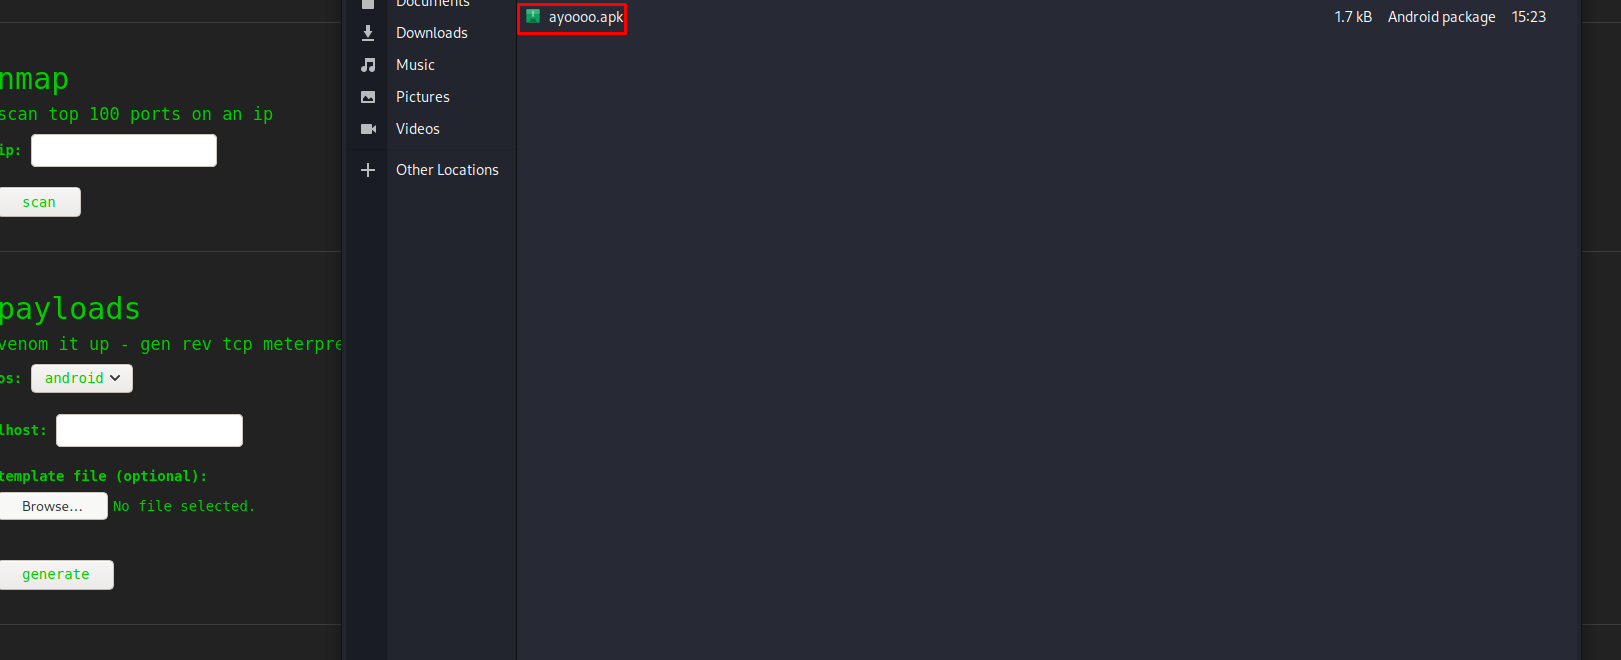 nmap
scan top 100 ports on an ip
ip:
scan
payloads
venom it up - gen rev tcp meterpre
os: android
lhost:
template file (optional):
Browse... No file selected.
generate
Documents
Downloads
Music
Pictures
Videos
Other Locations
ayoooo.apk 1.7 kB Android package 15:23